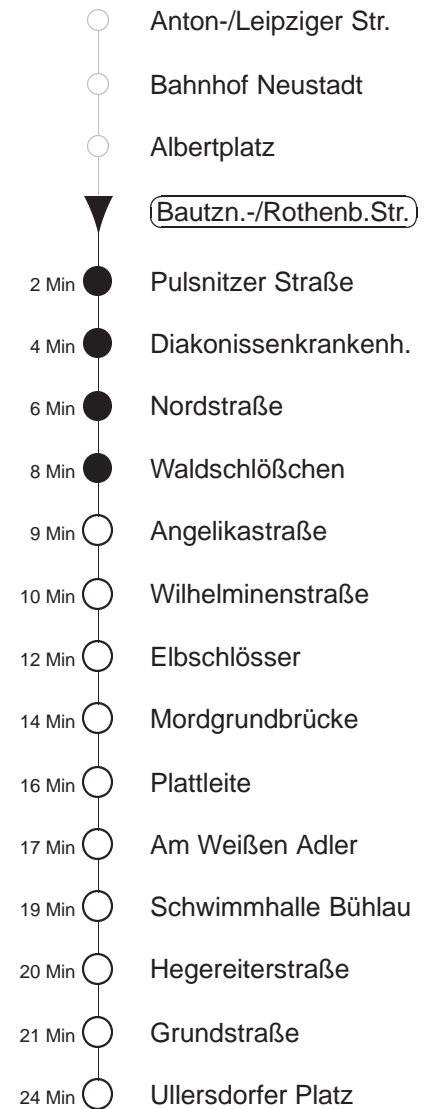 Anton-/Leipziger Str.
Bahnhof Neustadt
Albertplatz
Bautzn.-/Rothenb.Str.
2 Min Pulsnitzer Straße
4 Min Diakonissenkrankenh.
6 Min Nordstraße
8 Min Waldschlößchen
9 Min Angelikastraße
10 Min Wilhelminenstraße
12 Min Elbschlösser
14 Min Mordgrundbrücke
16 Min Plattleite
17 Min Am Weißen Adler
19 Min Schwimmhalle Bühlau
20 Min Hegereiterstraße
21 Min Grundstraße
24 Min Ullersdorfer Platz